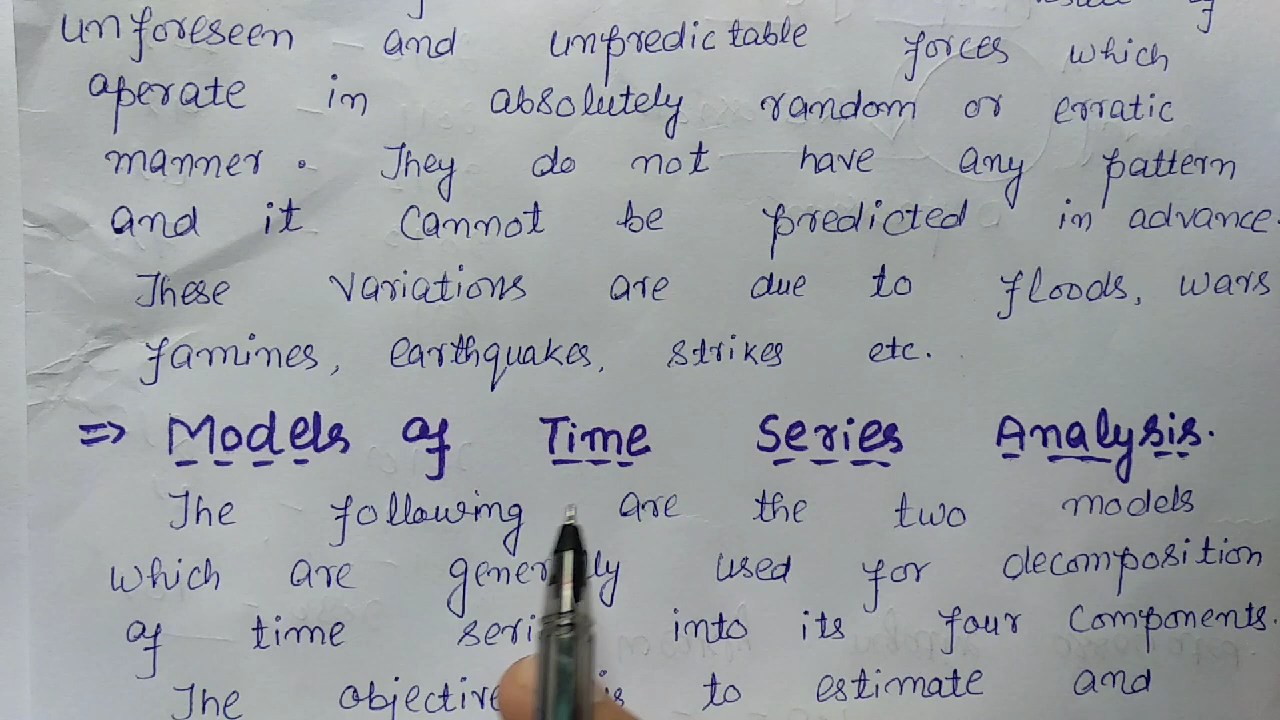 unforeseen and unpredictable forces which
operate in absolutely random or erratic
manner. They do not have any pattern
and it cannot be predicted in advance.
These variations are due to floods, wars
famines, earthquakes, strikes etc.
⇒ Models of Time Series Analysis.
The following are the two models
which are generally used for decomposition
of time series into its four components.
The objective is to estimate and